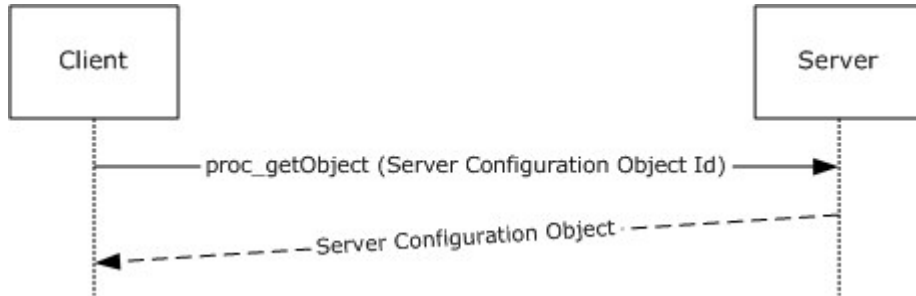 Client
Server
proc_getObject (Server Configuration Object Id)
Server Configuration Object